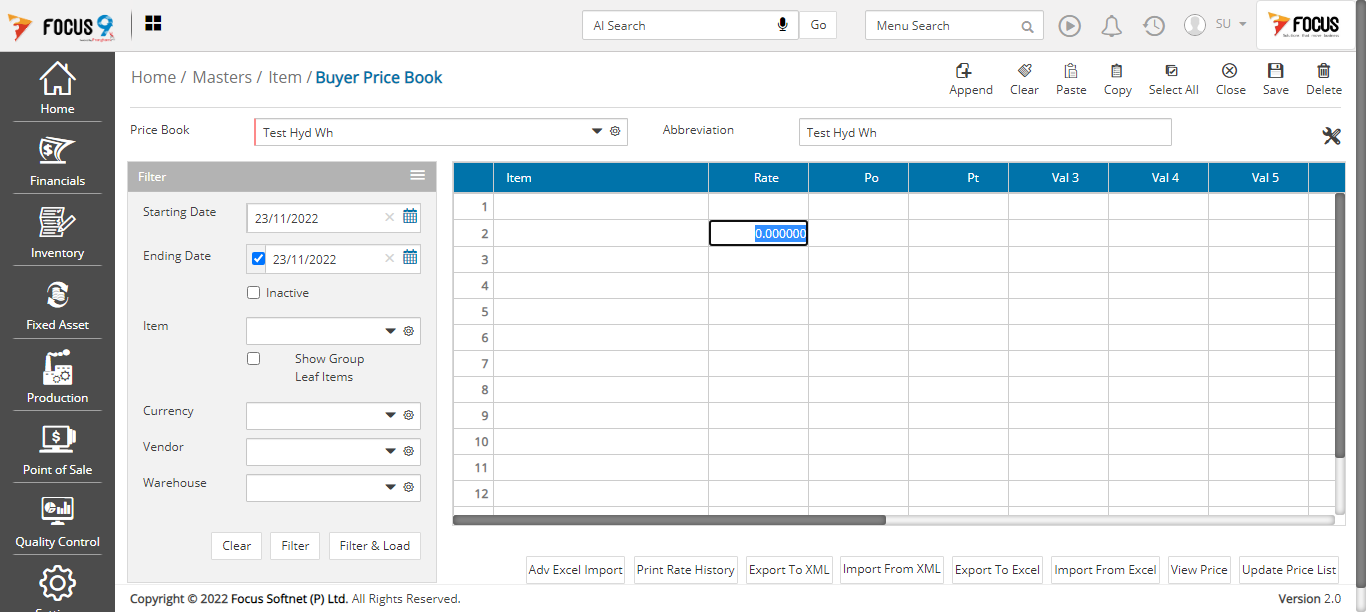 FOCUS 9
AI Search
Go
Menu Search
SU
FOCUS
Home
Financials
Inventory
Fixed Asset
Production
Point of Sale
Quality Control
Home / Masters / Item / Buyer Price Book
Append
Clear
Paste
Copy
Select All
Close
Save
Delete
Price Book
Test Hyd Wh
Abbreviation
Test Hyd Wh
Filter
Starting Date
23/11/2022
Ending Date
23/11/2022
Inactive
Item
Show Group
Leaf Items
Currency
Vendor
Warehouse
Clear
Filter
Filter & Load
Item Rate Po Pt Val 3 Val 4 Val 5
1
2 0.000000
3
4
5
6
7
8
9
10
11
12
Adv Excel Import
Print Rate History
Export To XML
Import From XML
Export To Excel
Import From Excel
View Price
Update Price List
Copyright © 2022 Focus Softnet (P) Ltd. All Rights Reserved.
Version 2.0